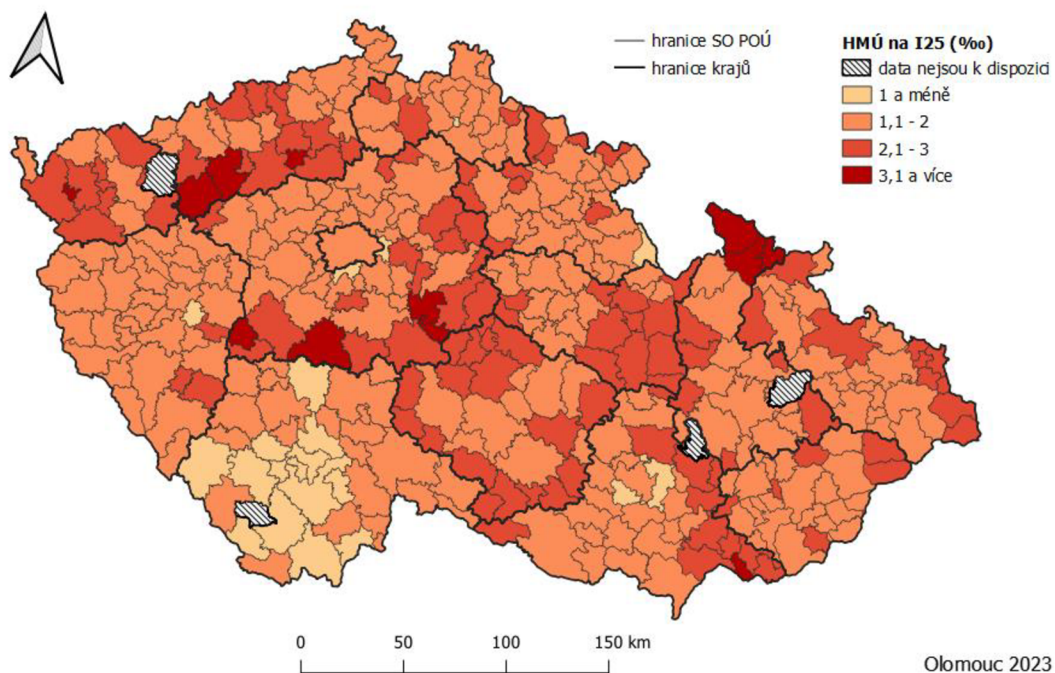 hranice SO POÚ
hranice krajů
HMÚ na I25 (‰)
data nejsou k dispozici
1 a méně
1,1 - 2
2,1 - 3
3,1 a více
0 50 100 150 km
Olomouc 2023